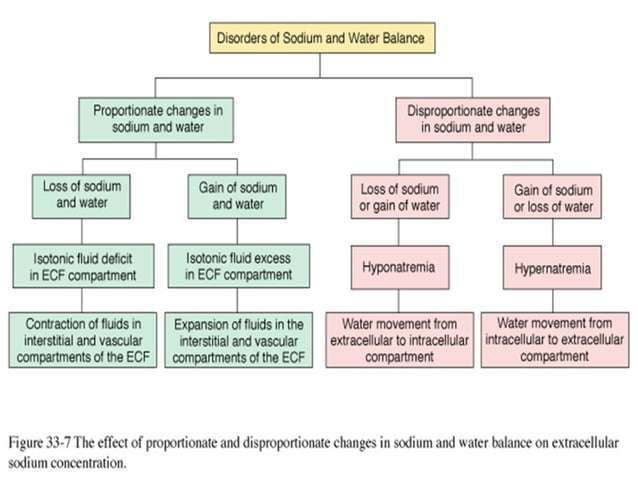 Disorders of Sodium and Water Balance
Proportionate changes in
sodium and water
Disproportionate changes
in sodium and water
Loss of sodium
and water
Gain of sodium
and water
Loss of sodium
or gain of water
Gain of sodium
or loss of water
Isotonic fluid deficit
in ECF compartment
Isotonic fluid excess
in ECF compartment
Hyponatremia
Hypernatremia
Contraction of fluids in
interstitial and vascular
compartments of the ECF
Expansion of fluids in the
interstitial and vascular
compartments of the ECF
Water movement from
extracellular to intracellular
compartment
Water movement from
intracellular to extracellular
compartment
Figure 33-7 The effect of proportionate and disproportionate changes in sodium and water balance on extracellular
sodium concentration.